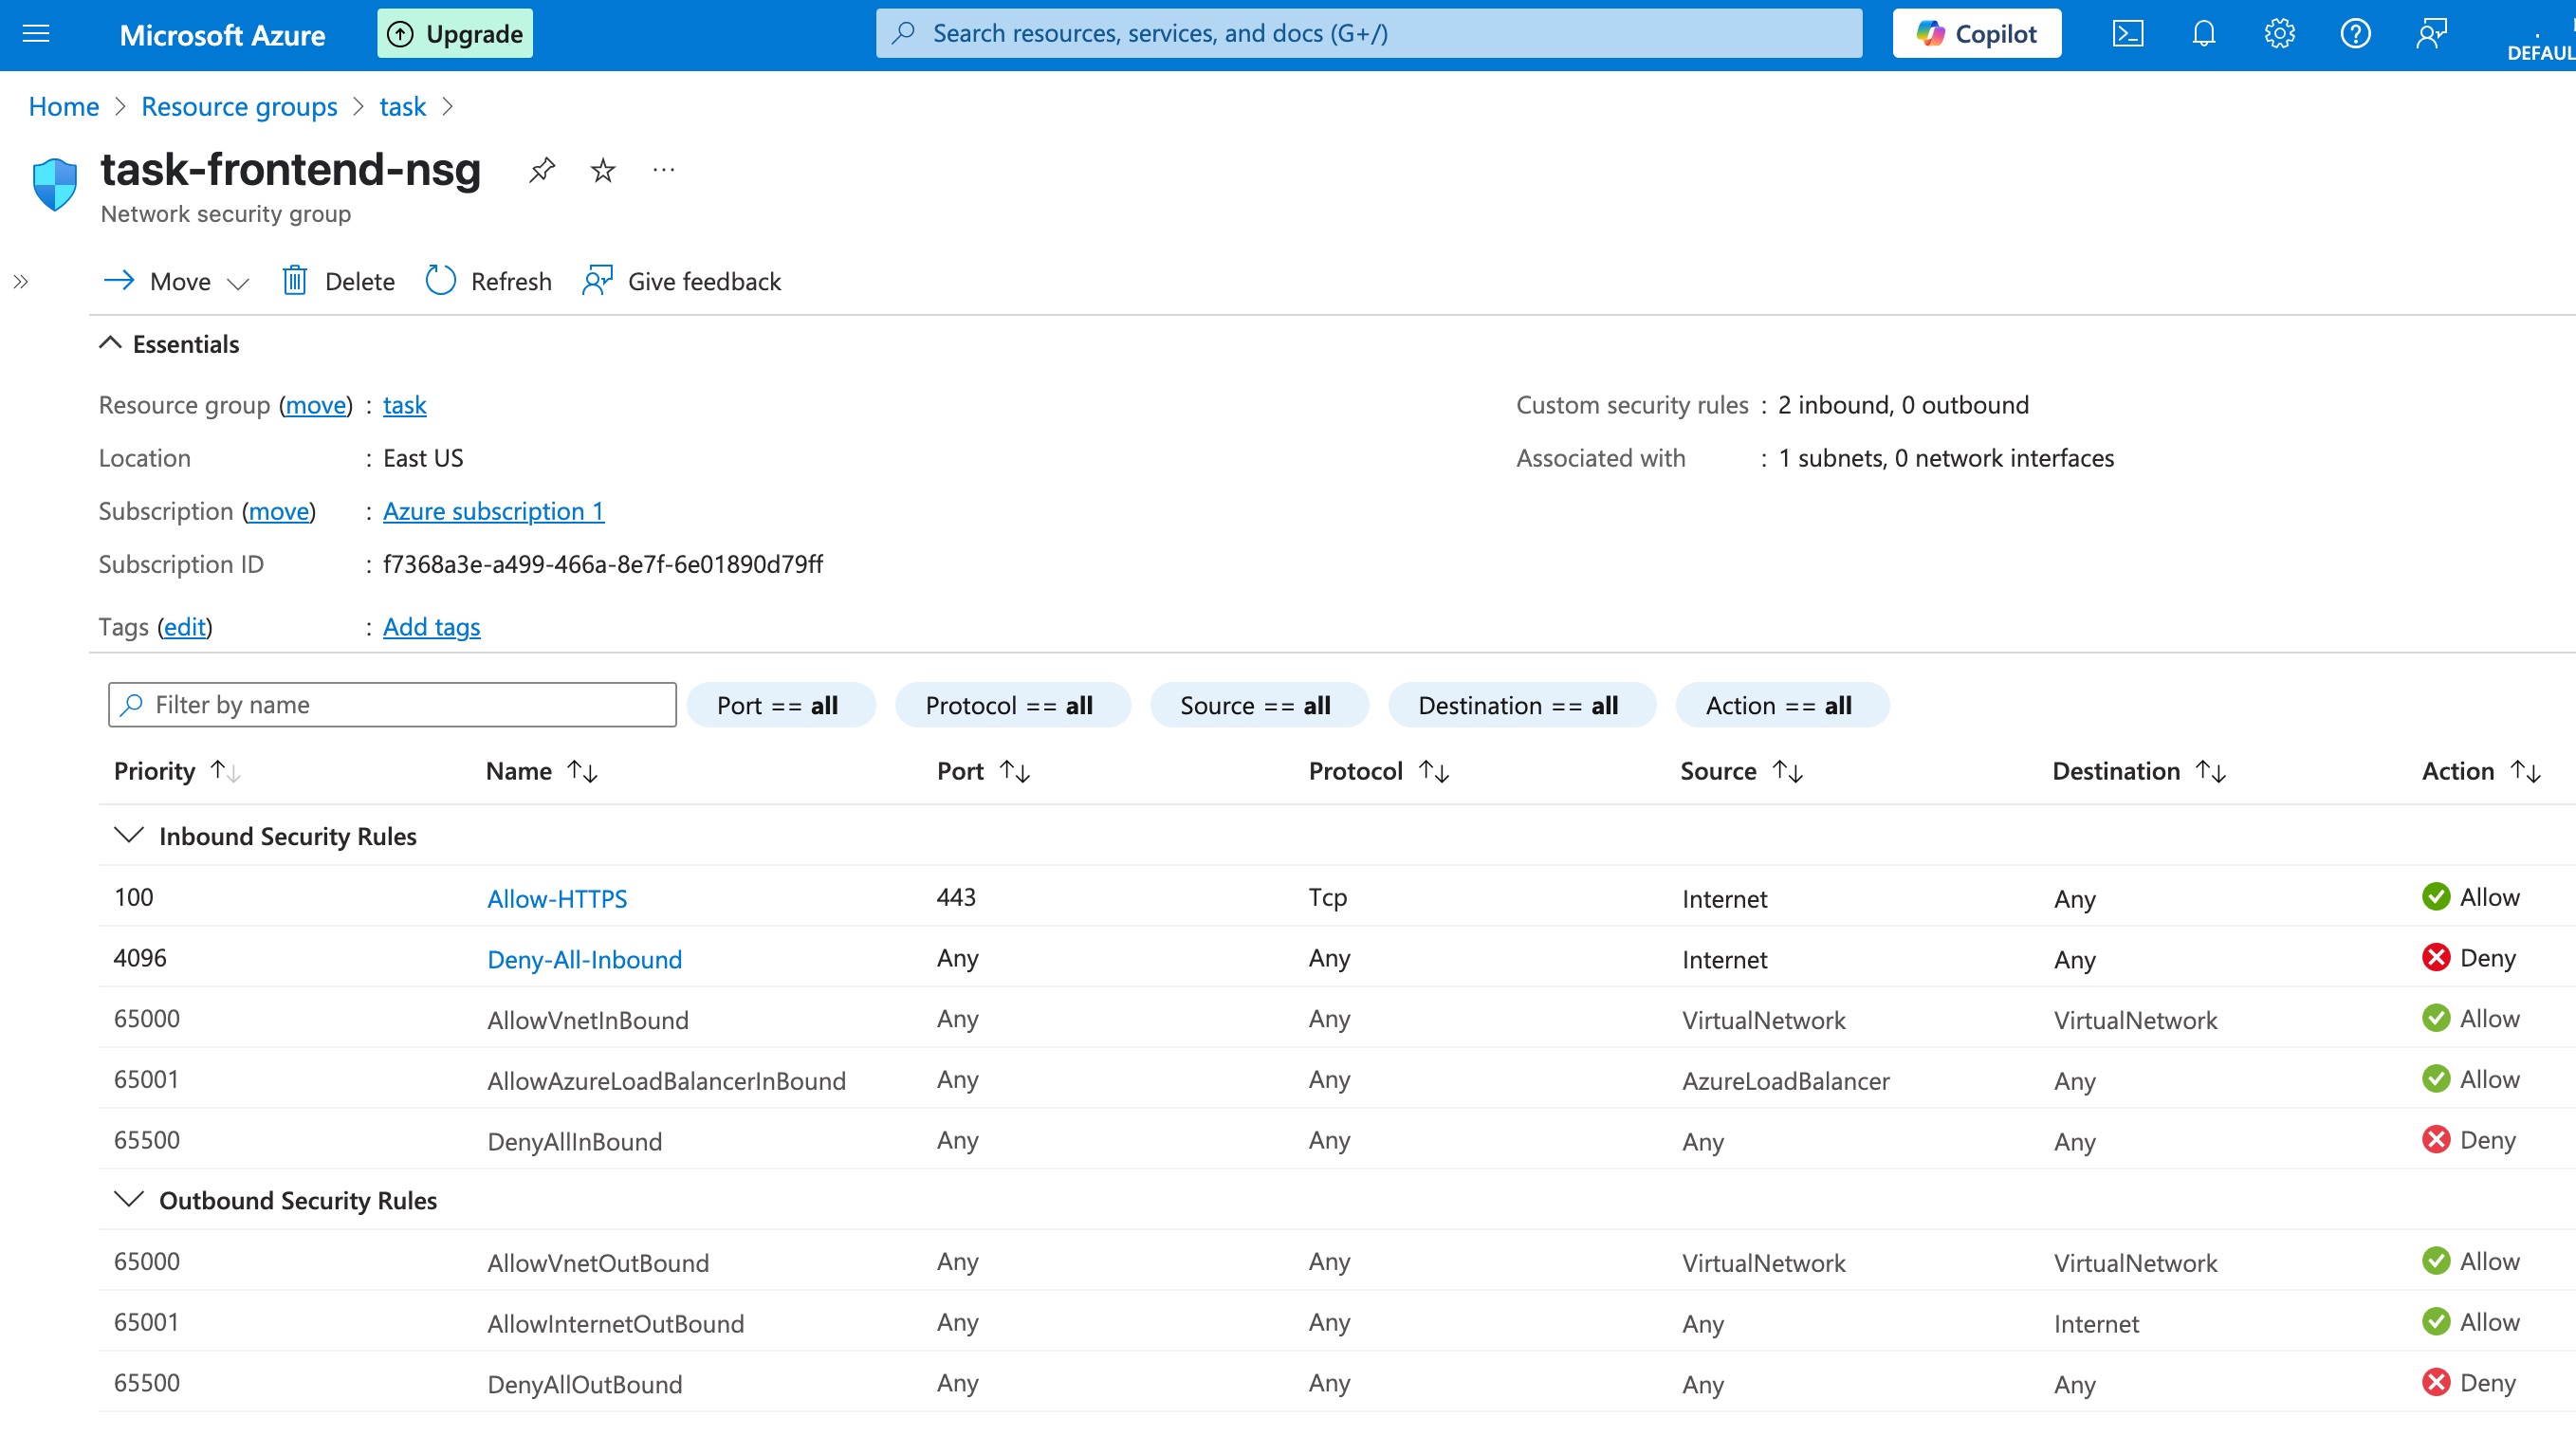 Microsoft Azure Upgrade Search resources, services, and docs (G+/) Copilot DEFAUL
Home > Resource groups > task >
task-frontend-nsg ...
Network security group
Move Delete Refresh Give feedback
Essentials
Resource group (move) : task Custom security rules : 2 inbound, 0 outbound
Location : East US Associated with : 1 subnets, 0 network interfaces
Subscription (move) : Azure subscription 1
Subscription ID : f7368a3e-a499-466a-8e7f-6e01890d79ff
Tags (edit) : Add tags
Filter by name Port == all Protocol == all Source == all Destination == all Action == all
Priority Name Port Protocol Source Destination Action
Inbound Security Rules
100 Allow-HTTPS 443 Tcp Internet Any Allow
4096 Deny-All-Inbound Any Any Internet Any Deny
65000 AllowVnetInBound Any Any VirtualNetwork VirtualNetwork Allow
65001 AllowAzureLoadBalancerInBound Any Any AzureLoadBalancer Any Allow
65500 DenyAllInBound Any Any Any Any Deny
Outbound Security Rules
65000 AllowVnetOutBound Any Any VirtualNetwork VirtualNetwork Allow
65001 AllowInternetOutBound Any Any Any Internet Allow
65500 DenyAllOutBound Any Any Any Any Deny